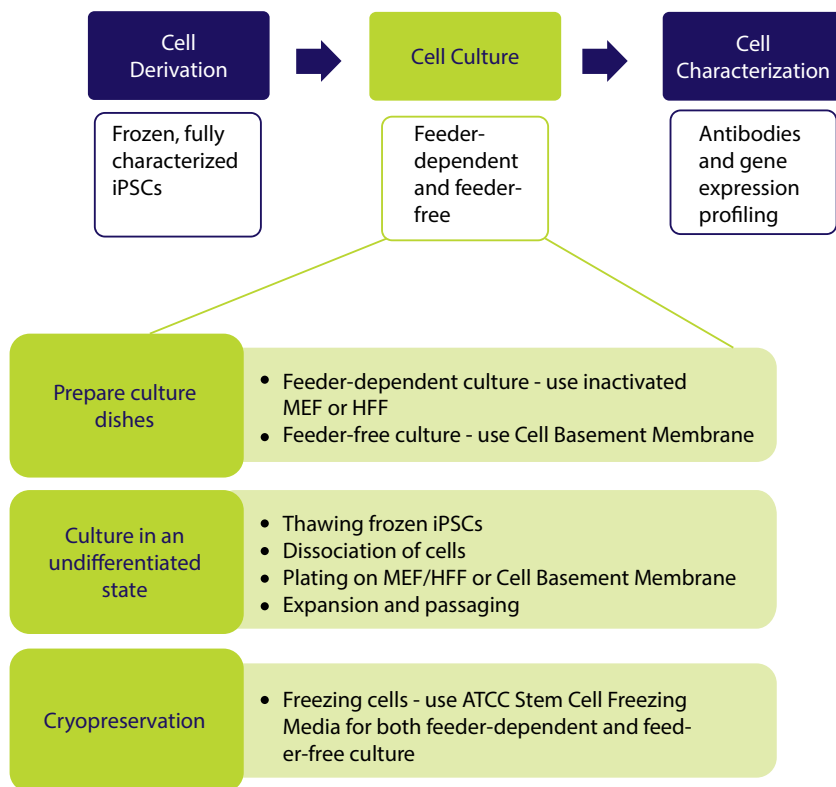 Cell
Derivation
Cell Culture
Cell
Characterization
Frozen, fully
characterized
iPSCs
Feeder-
dependent
and feeder-
free
Antibodies
and gene
expression
profiling
Prepare culture
dishes
• Feeder-dependent culture - use inactivated
MEF or HFF
• Feeder-free culture - use Cell Basement Membrane
Culture in an
undifferentiated
state
• Thawing frozen iPSCs
• Dissociation of cells
• Plating on MEF/HFF or Cell Basement Membrane
• Expansion and passaging
Cryopreservation
• Freezing cells - use ATCC Stem Cell Freezing
Media for both feeder-dependent and feed-
er-free culture